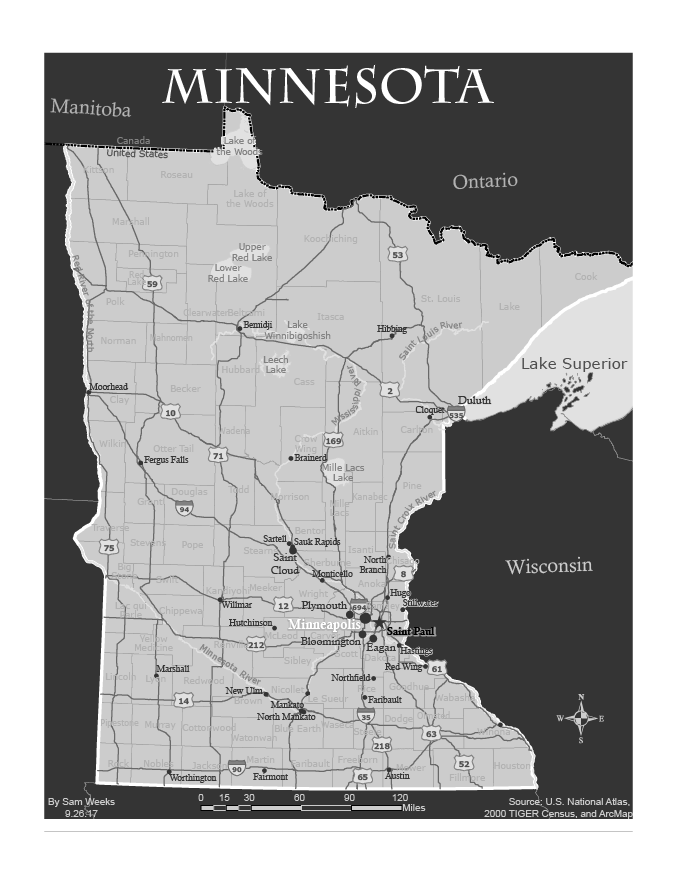 MINNESOTA
Manitoba
Canada
United States
Lake of
the Woods
Ontario
Kittson
Roseau
Lake of
the Woods
Marshall
Koochiching
Upper
Red Lake
Lower
Red Lake
Pennington
Red
Lake
53
59
Cook
St. Louis
Lake
Polk
Red River of the North
Clearwater
Beltrami
Itasca
Bemidji
Lake
Winnibigoshish
Hibbing
Saint Louis River
Norman
Mahnomen
Leech
Lake
Hubbard
Cass
Mississippi River
Lake Superior
Moorhead
Clay
Becker
2
Duluth
Cloquet
535
10
Wadena
Crow
Wing
169
Aitkin
Carlton
Wilkin
Otter Tail
71
Fergus Falls
Brainerd
Mille Lacs
Lake
Todd
Morrison
Mille
Lacs
Kanabec
Pine
Douglas
Grant
94
Saint Croix River
Traverse
Stevens
Pope
75
Benton
Sartell
Sauk Rapids
Stearns
Saint
Cloud
Isanti
Sherburne
North
Branch
Chisago
Wisconsin
Big
Stone
Swift
Kandiyohi
Meeker
Monticello
Wright
Anoka
8
Hugo
Stillwater
Lac qui
Parle
Chippewa
Willmar
12
Plymouth
694
Hutchinson
Minneapolis
Saint Paul
Yellow
Medicine
Renville
212
McLeod
Carver
Bloomington
Eagan
Hastings
Minnesota River
Sibley
Scott
Dakota
Red Wing
61
Marshall
Lincoln
Lyon
Redwood
Northfield
Rice
Goodhue
Wabasha
New Ulm
Nicollet
Le Sueur
Brown
14
Mankato
North Mankato
Faribault
35
Pipestone
Murray
Cottonwood
Watonwan
Blue Earth
Waseca
Dodge
Olmsted
63
Winona
218
N
W
E
S
Rock
Nobles
Jackson
90
Martin
Faribault
Freeborn
Mower
52
Fillmore
Houston
Worthington
Fairmont
65
Austin
By Sam Weeks
9.26.17
0 15 30 60 90 120
Miles
Source: U.S. National Atlas,
2000 TIGER Census, and ArcMap